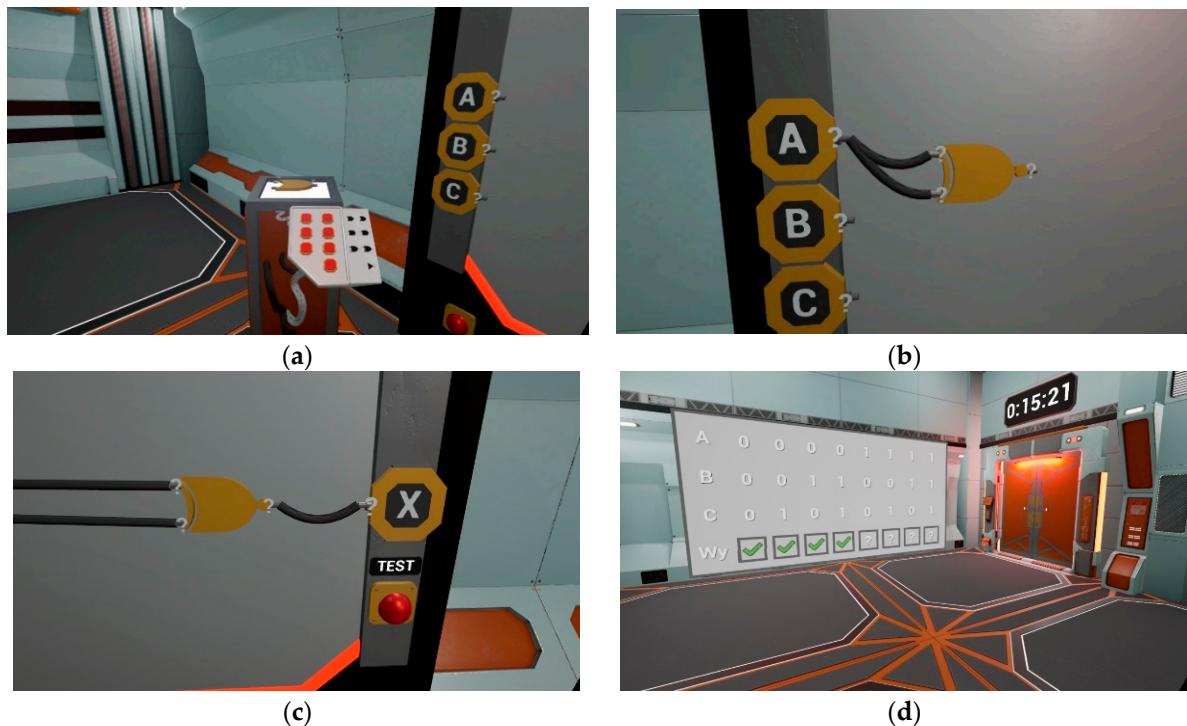 A ?
B ?
C ?
?
(a)
A ?
B ?
C ?
?
?
?
(b)
?
?
?
? X
TEST
(c)
0:15:21
A 0 0 0 0 1 1 1 1
B 0 0 1 1 0 0 1 1
C 0 1 0 1 0 1 0 1
Wy ? ? ? ?
(d)